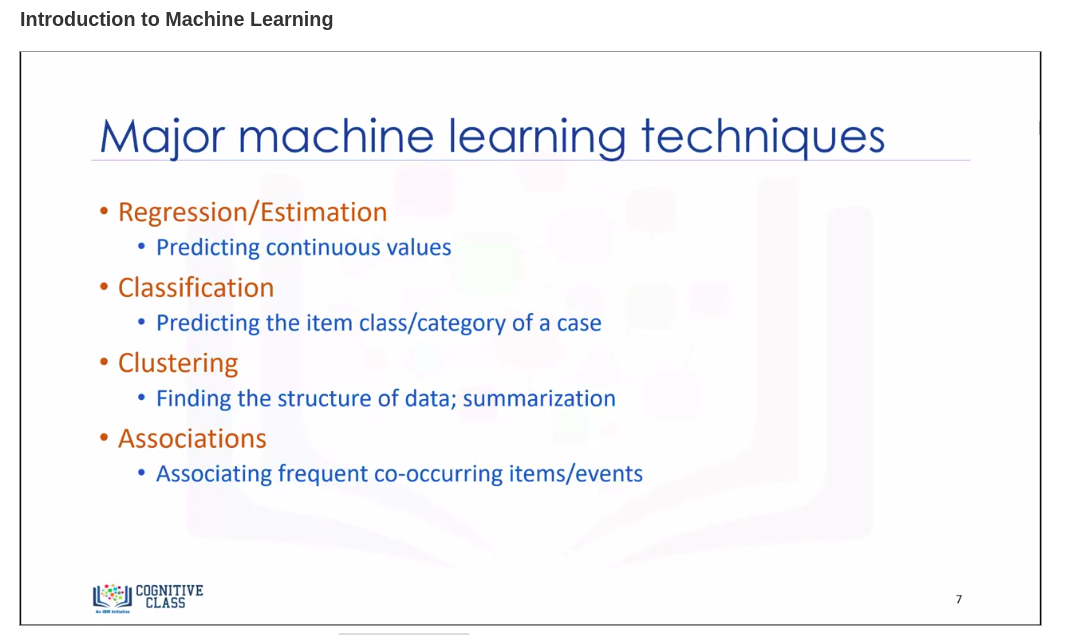 Introduction to Machine Learning
Major machine learning techniques
• Regression/Estimation
• Predicting continuous values
• Classification
• Predicting the item class/category of a case
• Clustering
• Finding the structure of data; summarization
• Associations
• Associating frequent co-occurring items/events
COGNITIVE
CLASS
An IBM Initiative
7